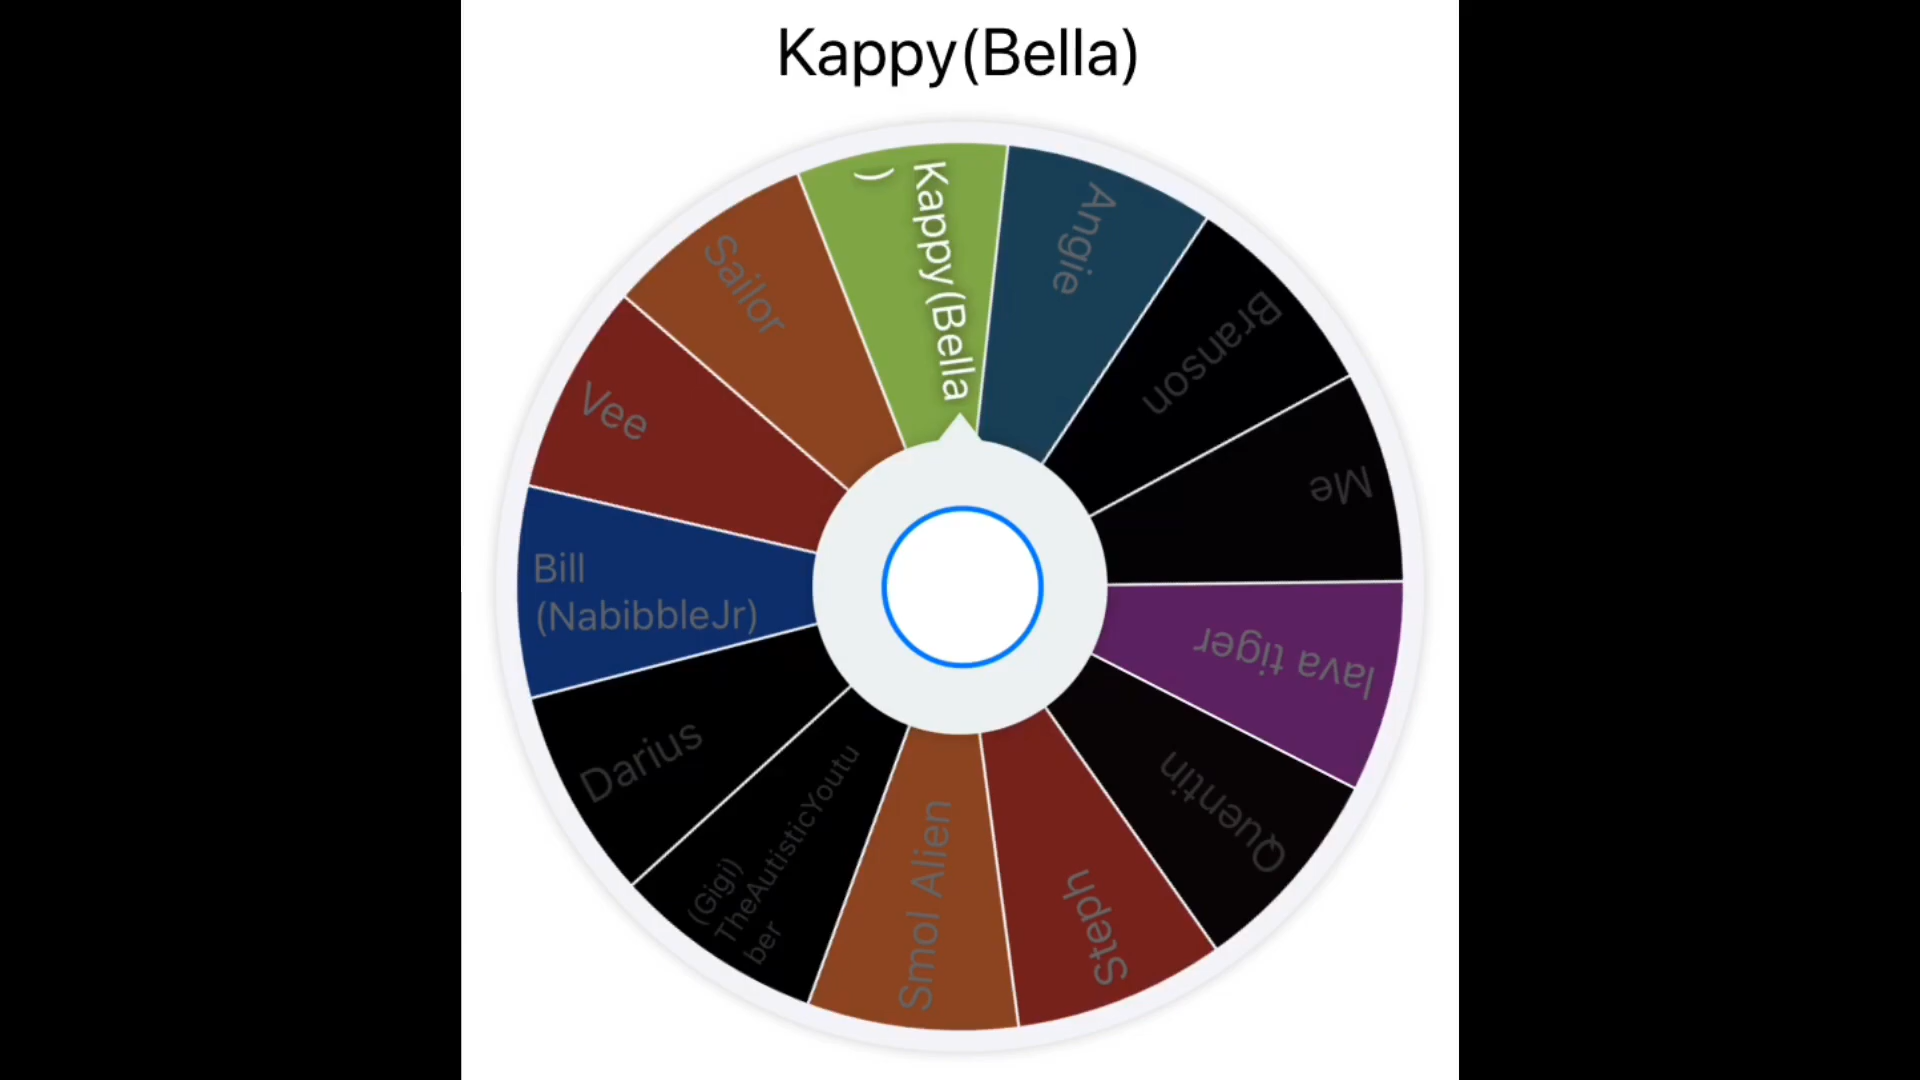 Kappy(Bella)
Kappy(Bella
)
Angie
Branson
Me
lava tiger
Quentin
Steph
Smol Alien
(Gigi)
TheAutisticYoutu
ber
Darius
Bill
(NabibbleJr)
Vee
Sailor